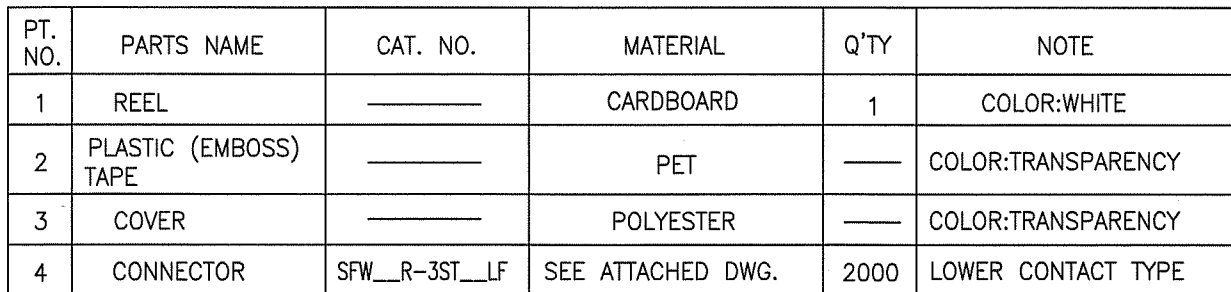 PT. NO. PARTS NAME CAT. NO. MATERIAL Q'TY NOTE
1 REEL ——— CARDBOARD 1 COLOR:WHITE
2 PLASTIC (EMBOSS) TAPE ——— PET —— COLOR:TRANSPARENCY
3 COVER ——— POLYESTER —— COLOR:TRANSPARENCY
4 CONNECTOR SFW__R-3ST__LF SEE ATTACHED DWG. 2000 LOWER CONTACT TYPE